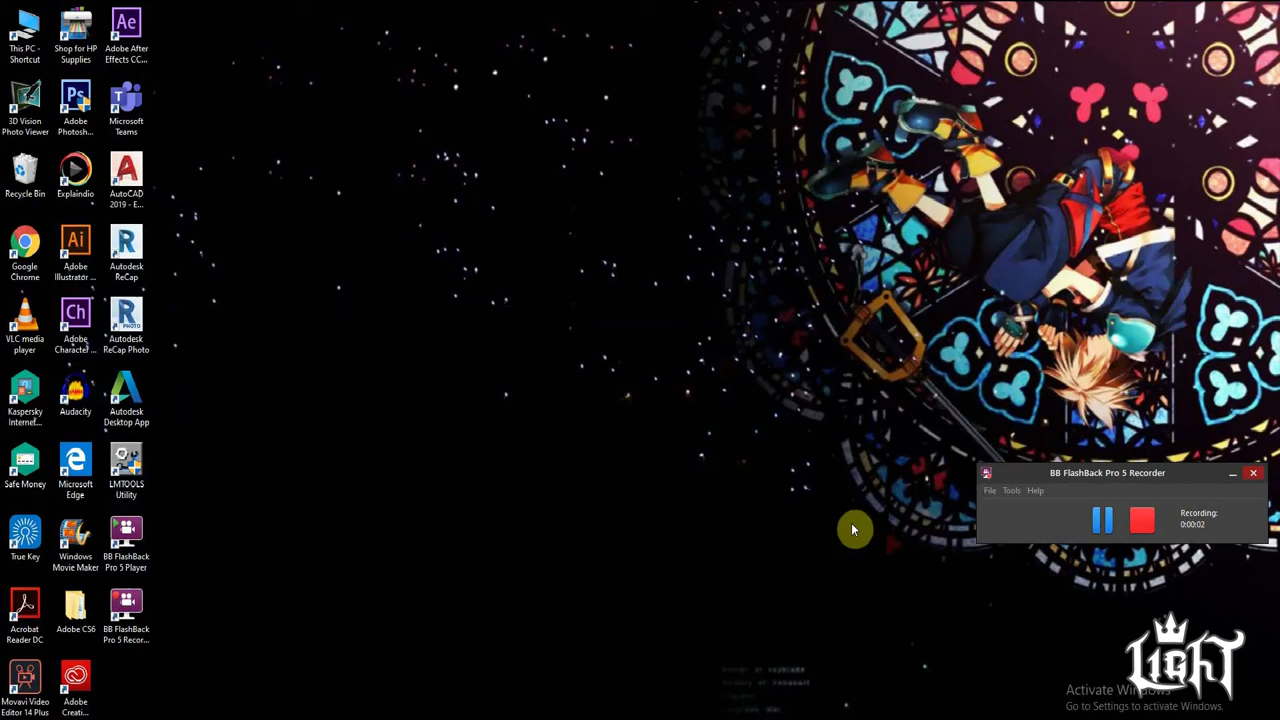 This PC -
Shortcut
Shop for HP
Supplies
Adobe After
Effects CC...
3D Vision
Photo Viewer
Adobe
Photosh...
Microsoft
Teams
Recycle Bin
Explaindio
AutoCAD
2019 - E...
Google
Chrome
Adobe
Illustrator ...
Autodesk
ReCap
VLC media
player
Adobe
Character ...
Autodesk
ReCap Photo
Kaspersky
Internet...
Audacity
Autodesk
Desktop App
Safe Money
Microsoft
Edge
LMTOOLS
Utility
True Key
Windows
Movie Maker
BB FlashBack
Pro 5 Player
Acrobat
Reader DC
Adobe CS6
BB FlashBack
Pro 5 Recor...
Movavi Video
Editor 14 Plus
Adobe
Creati...
Ae
Ps
A
Ai
R
Ch
R
PHOTO
BB FlashBack Pro 5 Recorder
File Tools Help
Recording:
0:00:02
LIGHT
Activate Windows
Go to Settings to activate Windows.